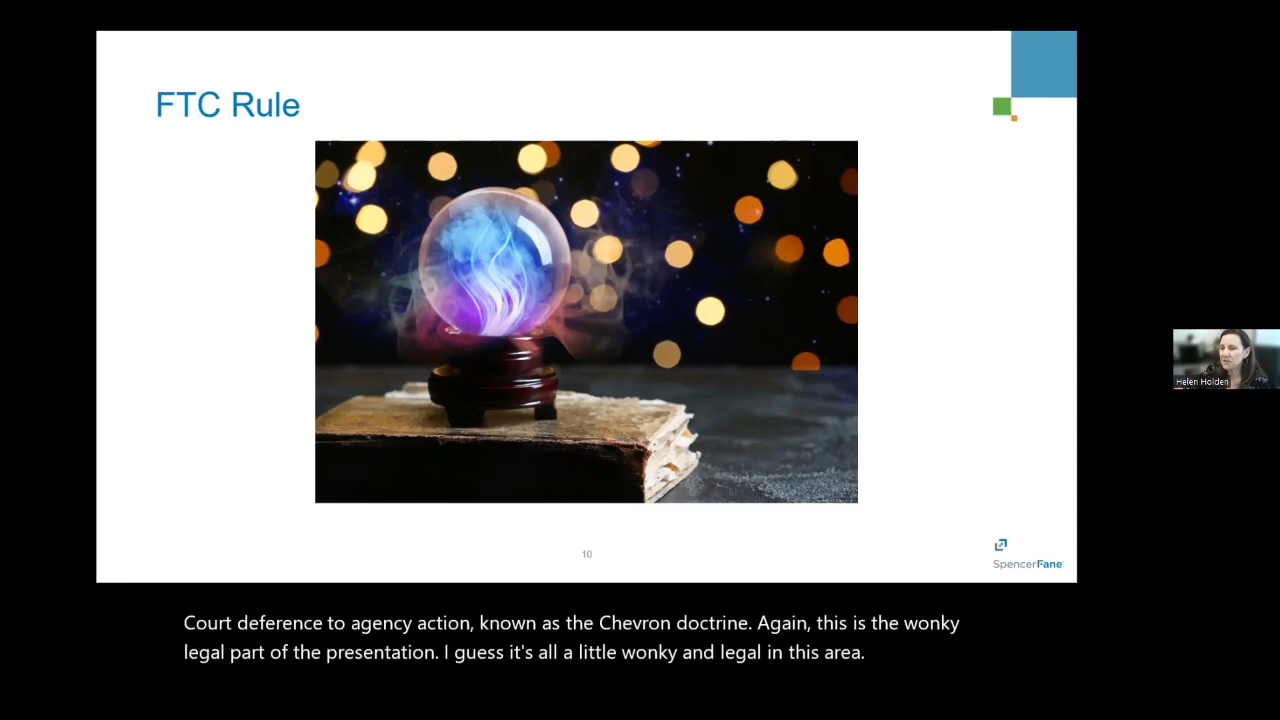 FTC Rule
Helen Holden
10
SpencerFane
Court deference to agency action, known as the Chevron doctrine. Again, this is the wonky
legal part of the presentation. I guess it's all a little wonky and legal in this area.